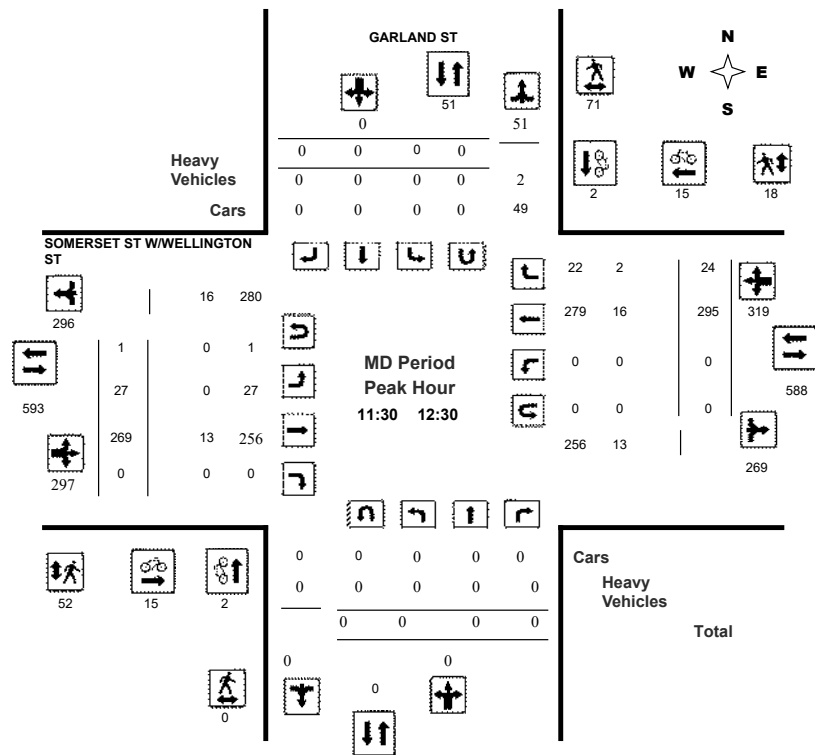 GARLAND ST
N
W E
S
51
71
0 51
Heavy
Vehicles
Cars
0 0 0 0
0 0 0 0 2
0 0 0 0 49
2 15 18
SOMERSET ST W/WELLINGTON
ST
296
16 280
22 2 24
319
279 16 295
1 0 1
593
27 0 27
269 13 256
297
0 0 0
MD Period
Peak Hour
11:30 12:30
0 0 0
0 0 0
588
256 13
269
52 15 2
0 0 0 0 0
0 0 0 0 0
0 0 0 0
Cars
Heavy
Vehicles
Total
0 0
0
0